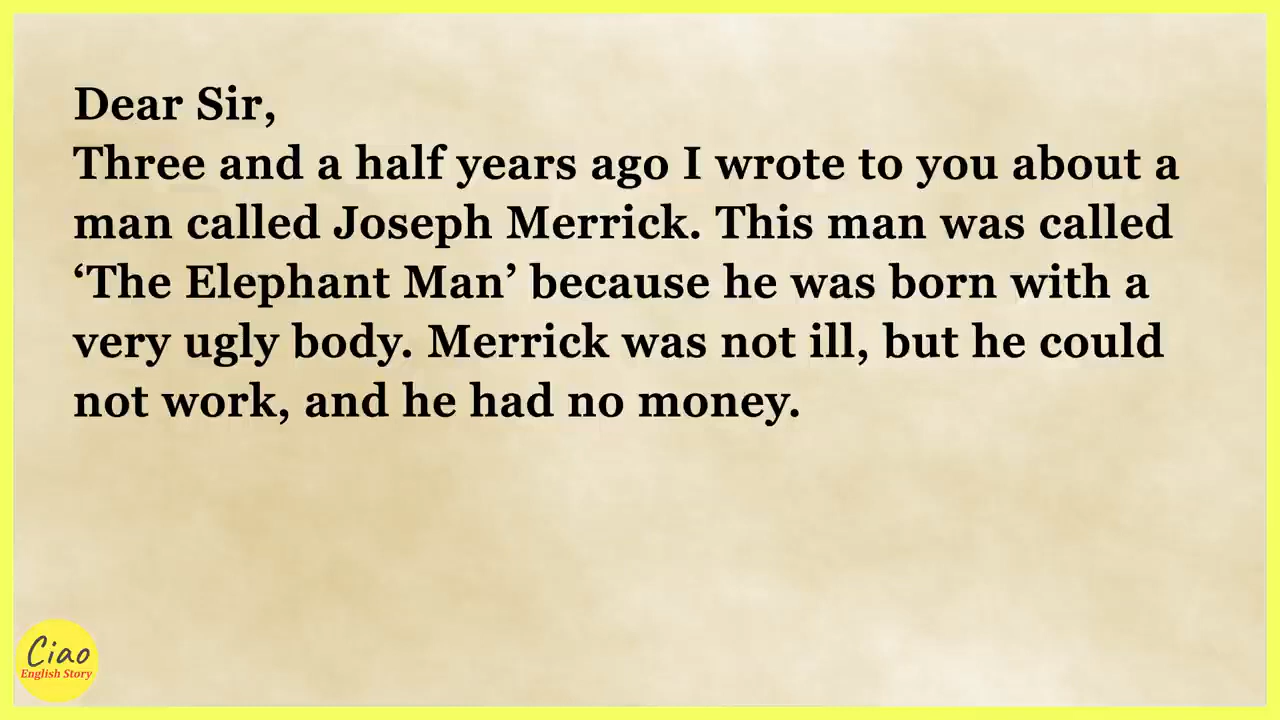 Dear Sir,
Three and a half years ago I wrote to you about a
man called Joseph Merrick. This man was called
‘The Elephant Man’ because he was born with a
very ugly body. Merrick was not ill, but he could
not work, and he had no money.
Ciao
English Story